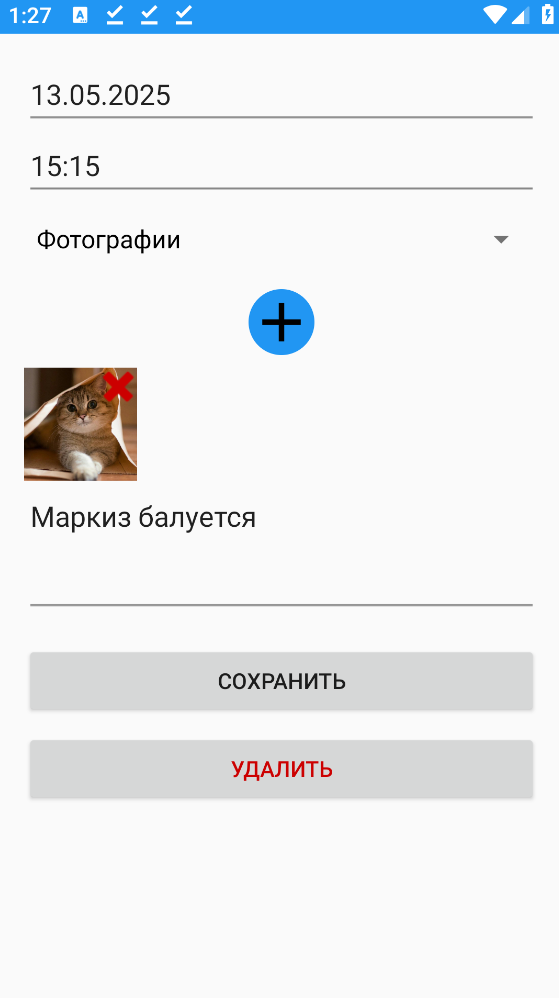 1:27
13.05.2025
15:15
Фотографии
Маркиз балуется
СОХРАНИТЬ
УДАЛИТЬ